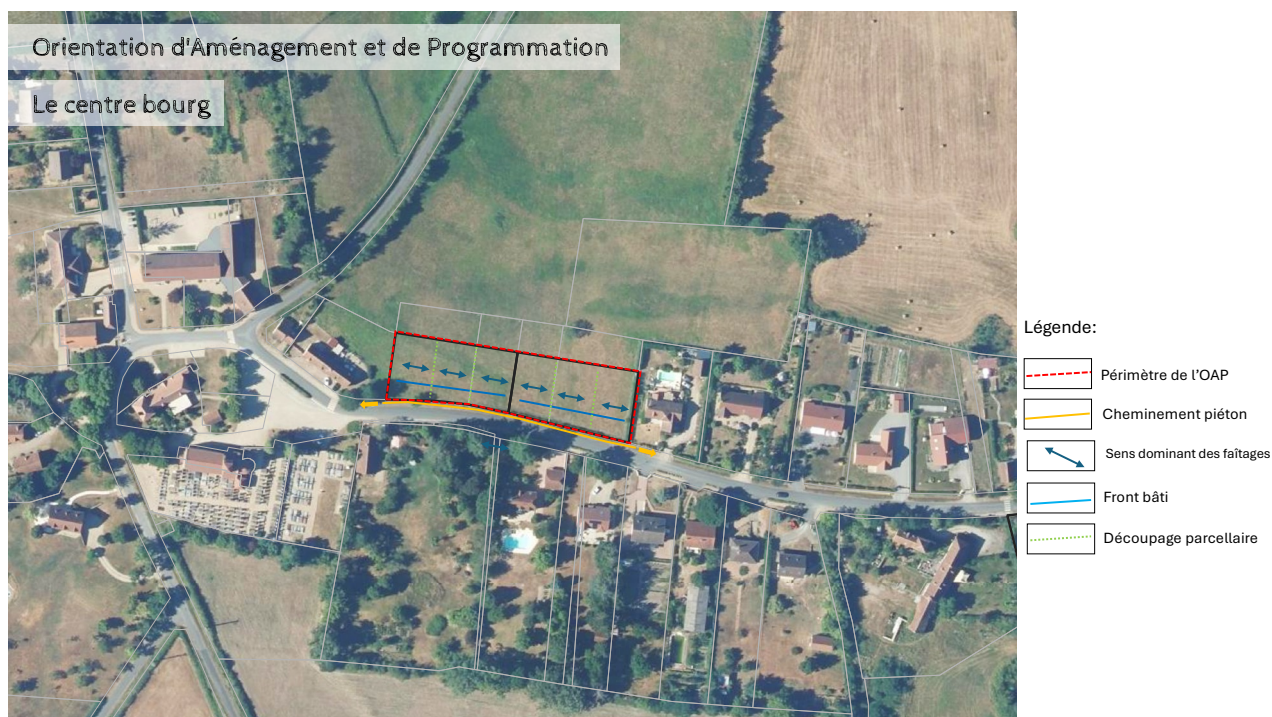 Orientation d'Aménagement et de Programmation
Le centre bourg
Légende:
Périmètre de l’OAP
Cheminement piéton
Sens dominant des faîtages
Front bâti
Découpage parcellaire